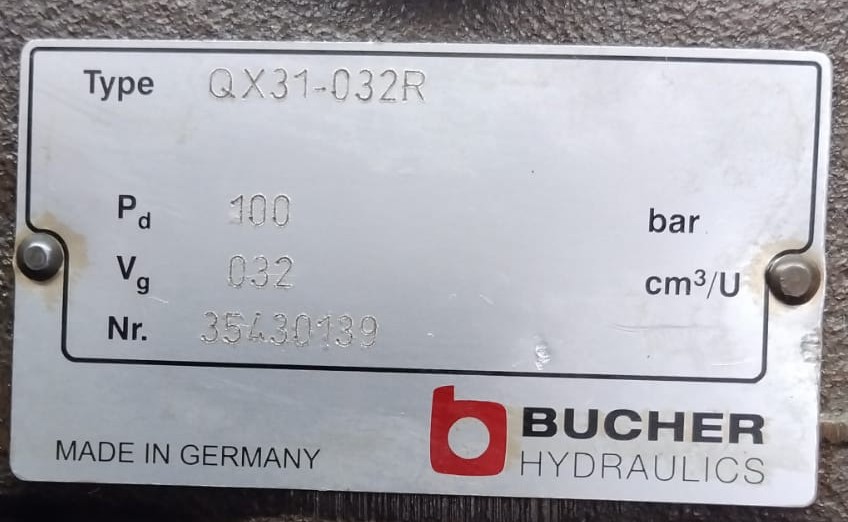 Type QX31-032R
Pd 100 bar
Vg 032 cm³/U
Nr. 35430139
MADE IN GERMANY
BUCHER
HYDRAULICS